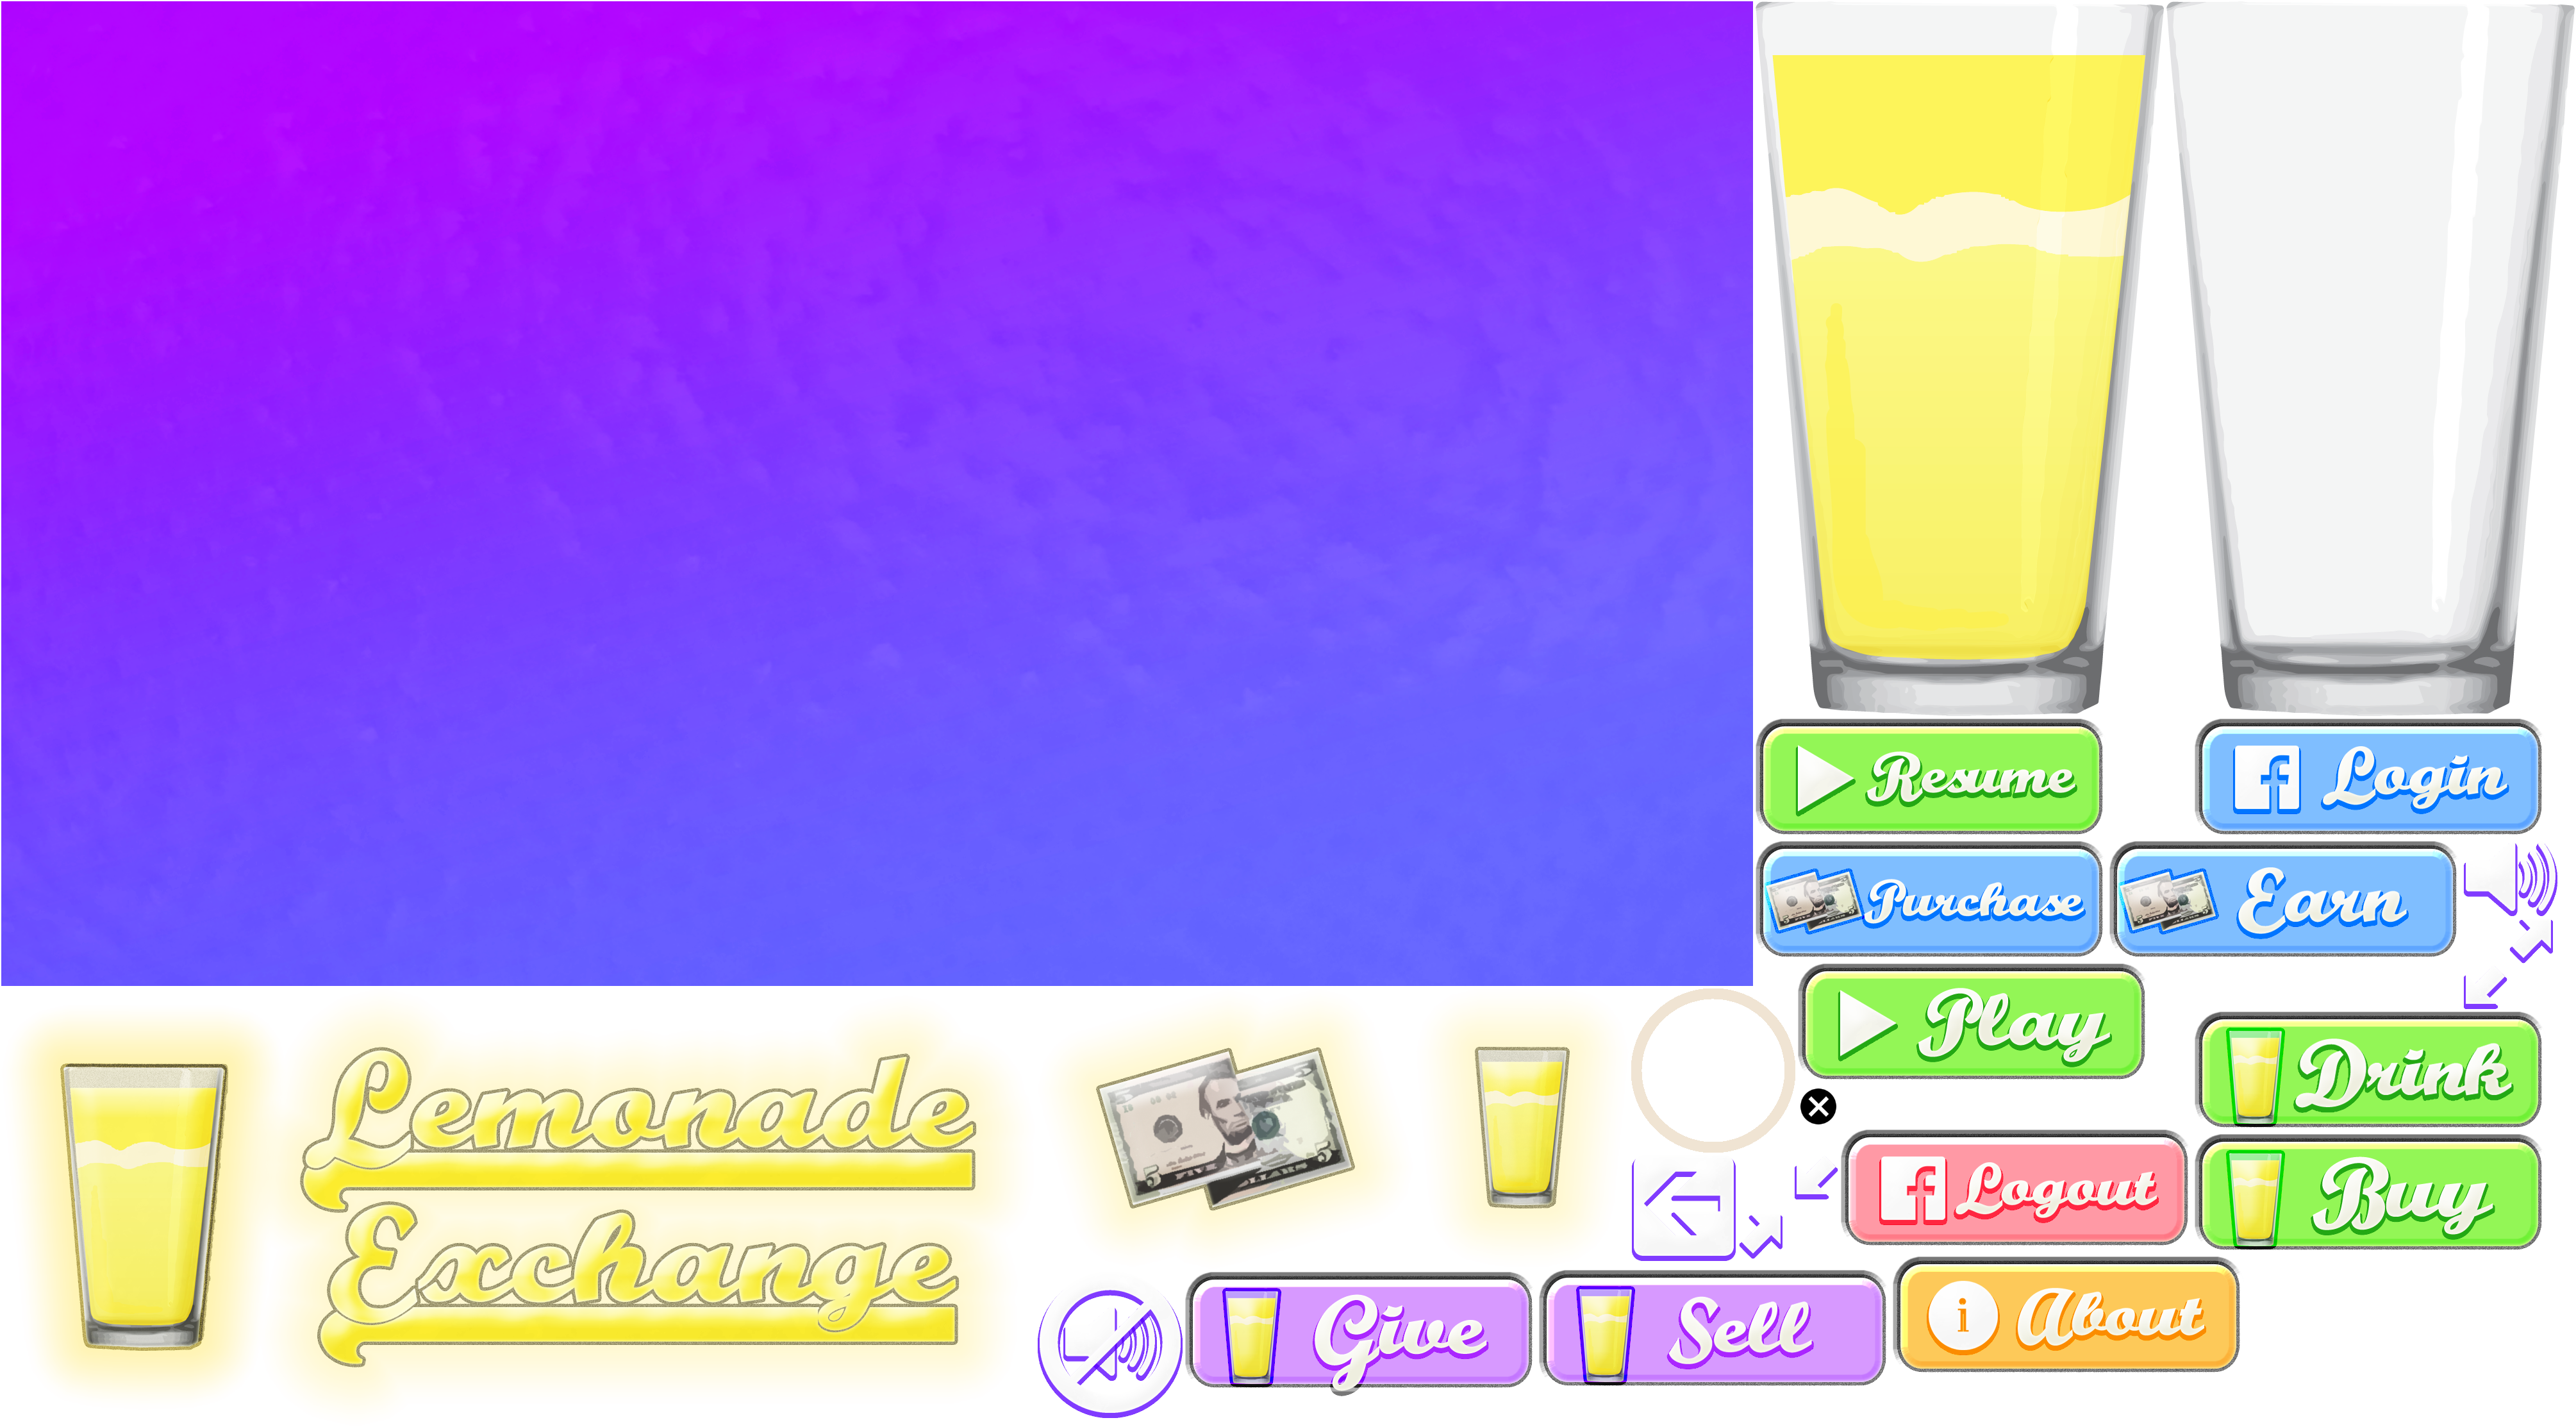 Resume
Login
Purchase
Earn
Play
Drink
Lemonade
Exchange
Logout
Buy
Give
Sell
i About